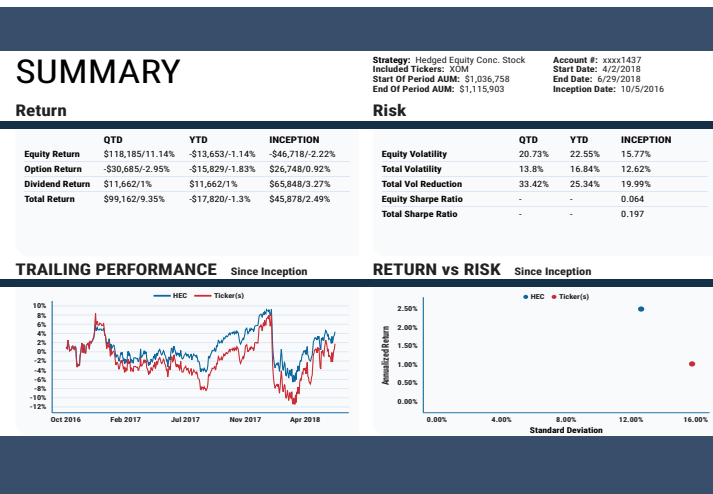 SUMMARY
Strategy: Hedged Equity Conc. Stock
Included Tickers: XOM
Start Of Period AUM: $1,036,758
End Of Period AUM: $1,115,903
Account #: xxxx1437
Start Date: 4/2/2018
End Date: 6/29/2018
Inception Date: 10/5/2016
Return
QTD YTD INCEPTION
Equity Return $118,185/11.14% -$13,653/-1.14% -$46,718/-2.22%
Option Return -$30,685/-2.95% -$15,829/-1.83% $26,748/0.92%
Dividend Return $11,662/1% $11,662/1% $65,848/3.27%
Total Return $99,162/9.35% -$17,820/-1.3% $45,878/2.49%
Risk
QTD YTD INCEPTION
Equity Volatility 20.73% 22.55% 15.77%
Total Volatility 13.8% 16.84% 12.62%
Total Vol Reduction 33.42% 25.34% 19.99%
Equity Sharpe Ratio - - 0.064
Total Sharpe Ratio - - 0.197
TRAILING PERFORMANCE Since Inception
HEC Ticker(s)
10%
8%
6%
4%
2%
0%
-2%
-4%
-6%
-8%
-10%
-12%
Oct 2016 Feb 2017 Jul 2017 Nov 2017 Apr 2018
RETURN vs RISK Since Inception
HEC Ticker(s)
Annualized Return
2.50%
2.00%
1.50%
1.00%
0.50%
0.00%
0.00% 4.00% 8.00% 12.00% 16.00%
Standard Deviation